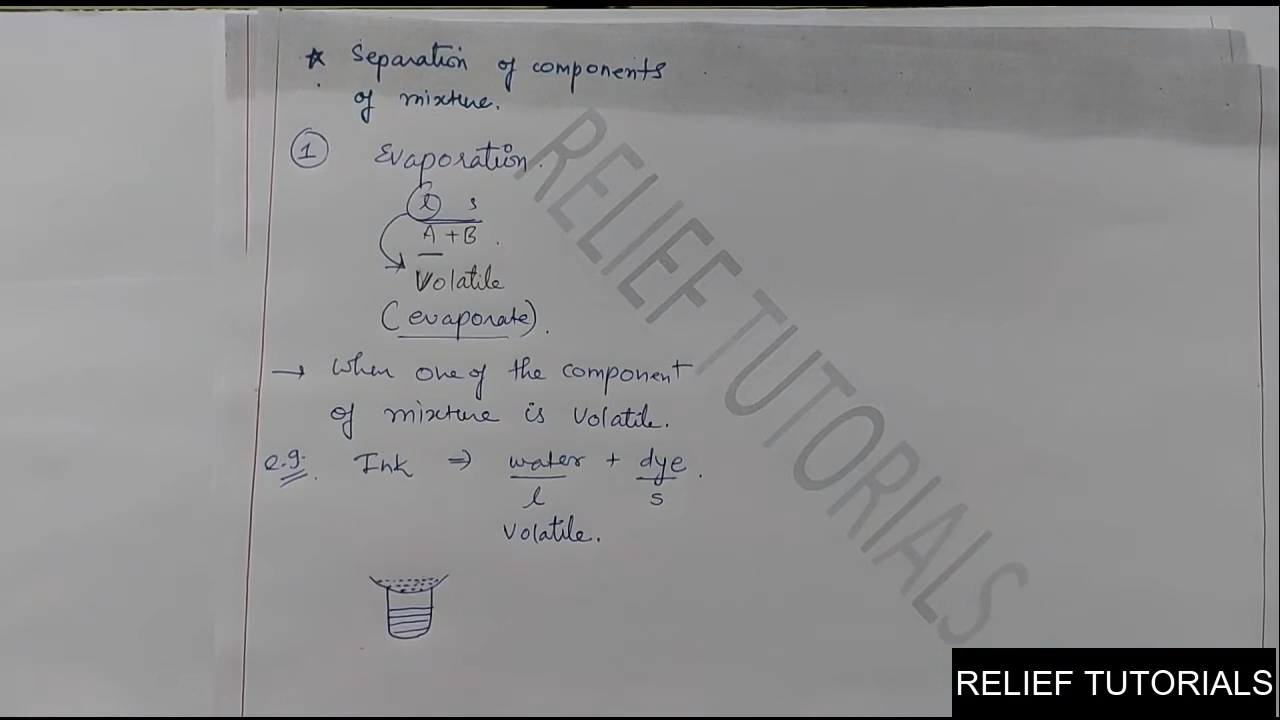 * Separation of components
of mixture.
1 Evaporation.
l s
A + B.
Volatile
(evaporate).
→ When one of the component
of mixture is volatile.
e.g. Ink ⇒ water + dye.
l s
Volatile.
RELIEF TUTORIALS
RELIEF TUTORIALS